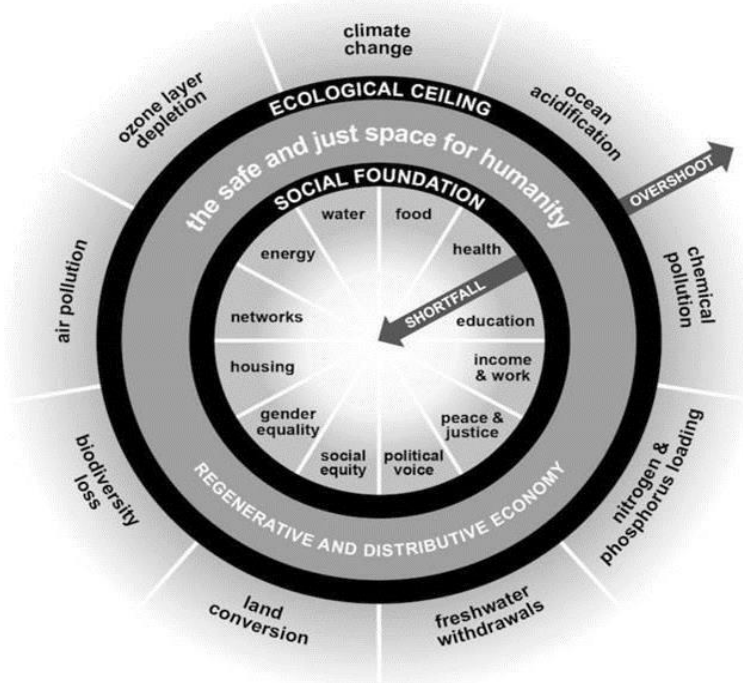 climate
change
ocean
acidification
chemical
pollution
nitrogen &
phosphorus loading
freshwater
withdrawals
land
conversion
biodiversity
loss
air pollution
ozone layer
depletion
ECOLOGICAL CEILING
OVERSHOOT
the safe and just space for humanity
SOCIAL FOUNDATION
water
food
health
SHORTFALL
education
income
& work
peace &
justice
political
voice
social
equity
gender
equality
housing
networks
energy
REGENERATIVE AND DISTRIBUTIVE ECONOMY